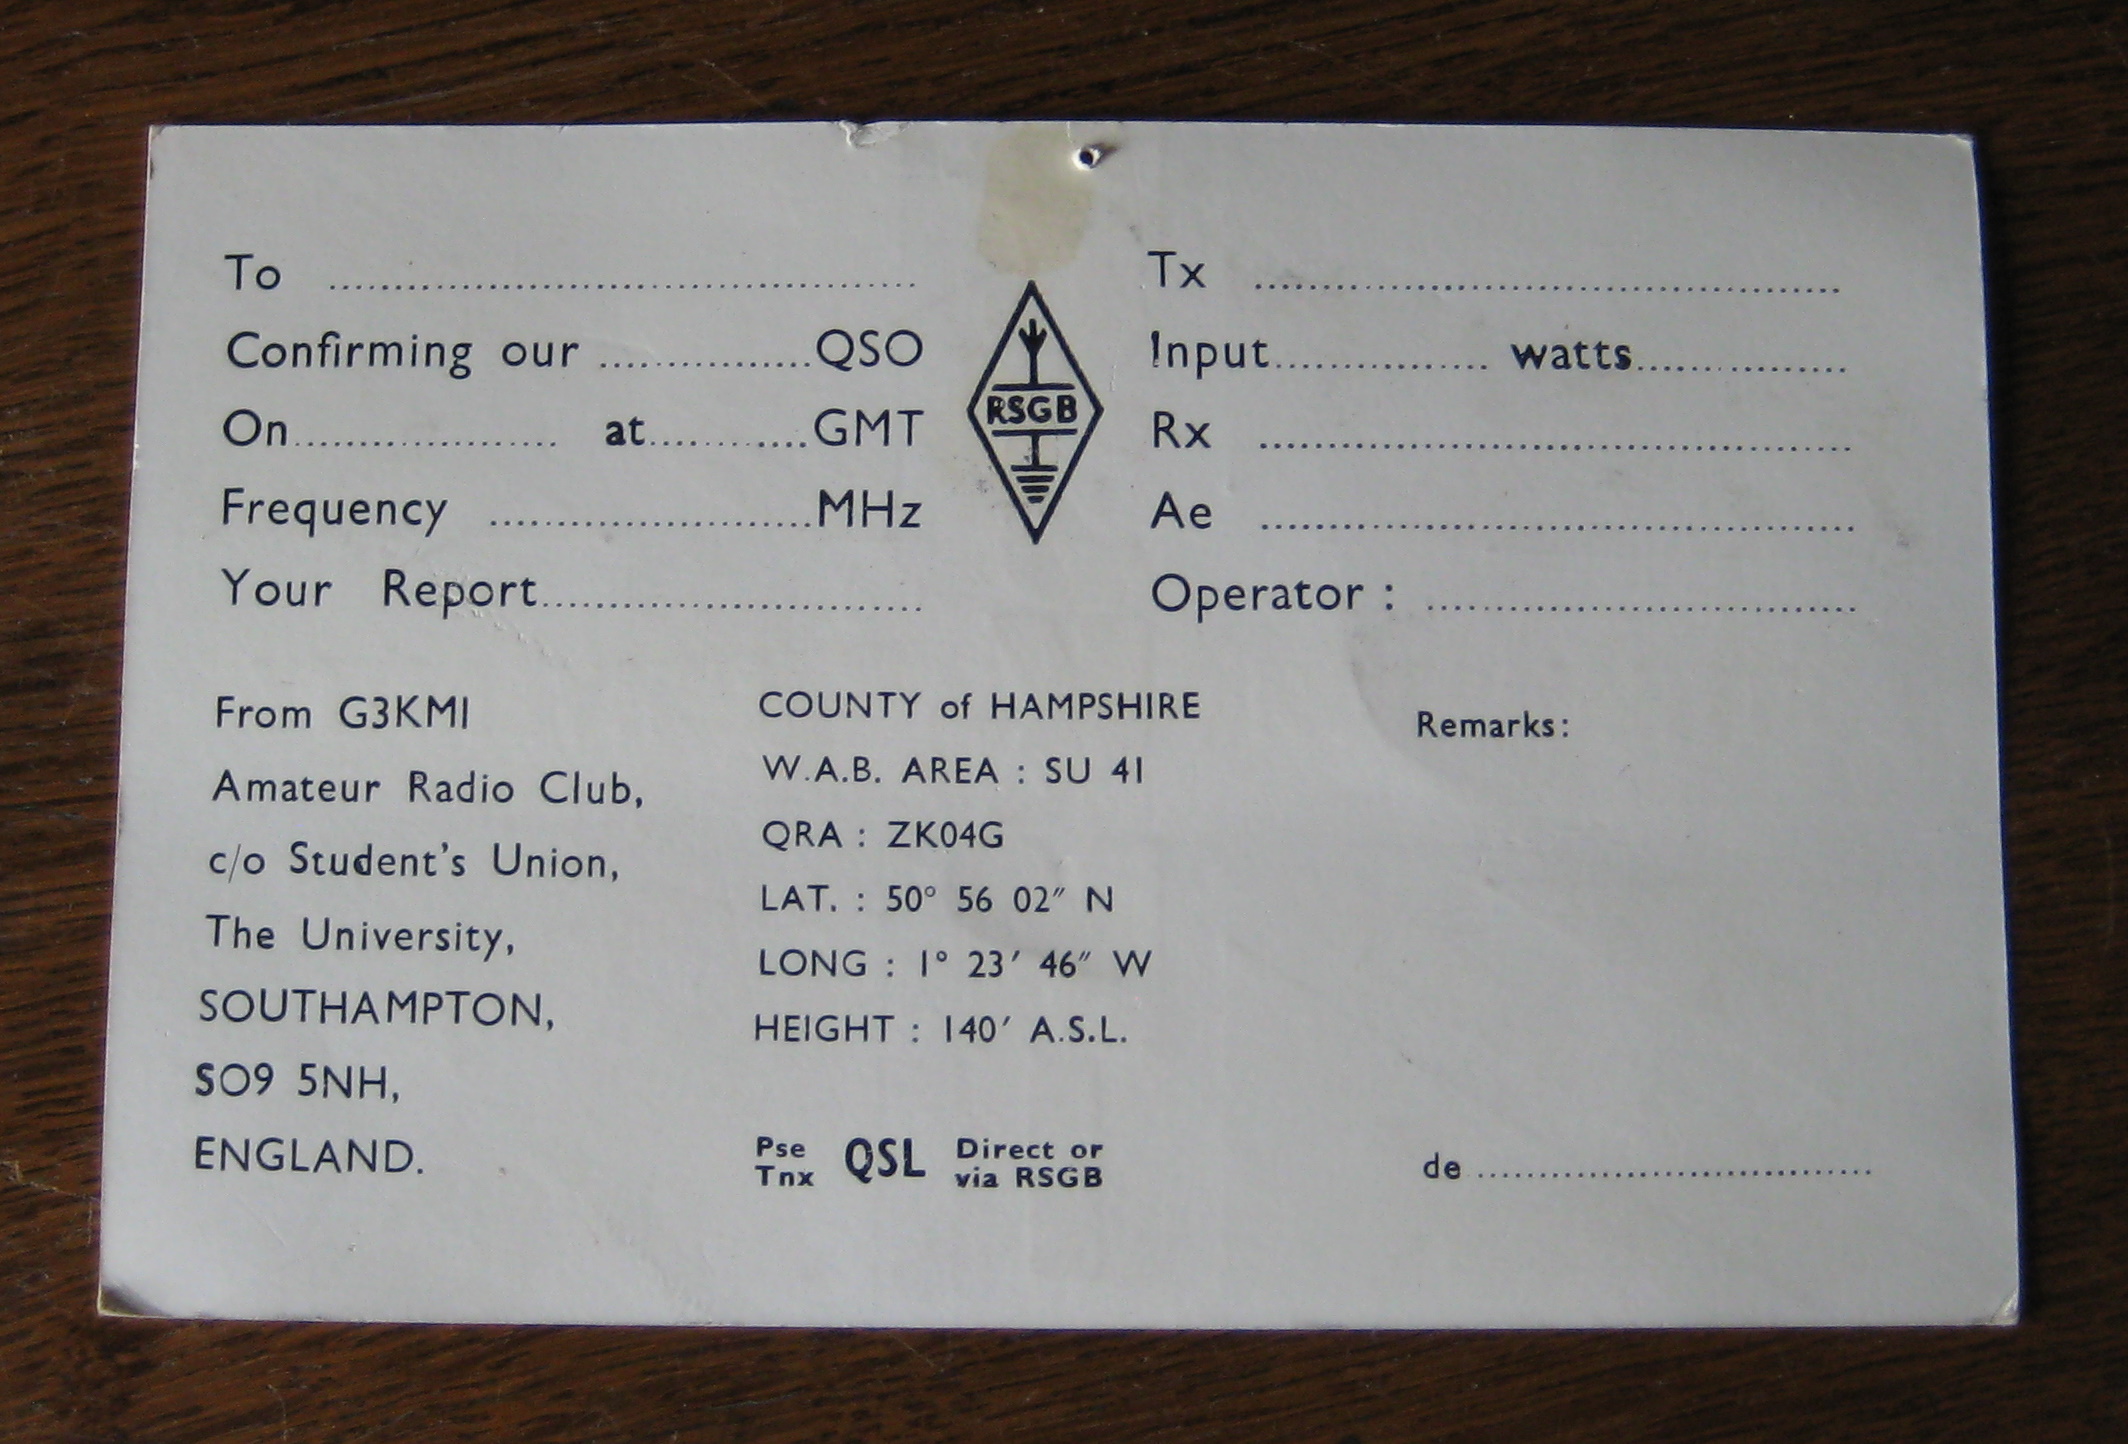 To ..........................................
Confirming our ................QSO
On.................... at............GMT
Frequency ........................MHz
Your Report............................
RSGB
Tx ..........................................
Input................ watts................
Rx ..........................................
Ae ..........................................
Operator : ................................
From G3KMI
Amateur Radio Club,
c/o Student's Union,
The University,
SOUTHAMPTON,
SO9 5NH,
ENGLAND.
COUNTY of HAMPSHIRE
W.A.B. AREA : SU 41
QRA : ZK04G
LAT. : 50° 56 02″ N
LONG : 1° 23′ 46″ W
HEIGHT : 140′ A.S.L.
Pse
Tnx
QSL
Direct or
via RSGB
Remarks:
de ................................